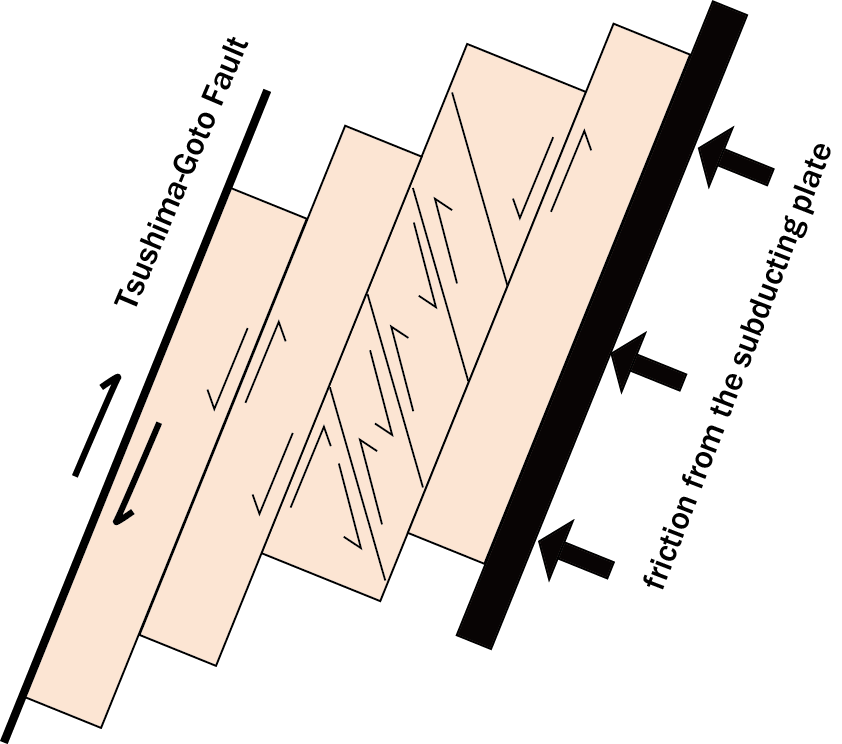 Tsushima-Goto Fault
friction from the subducting plate